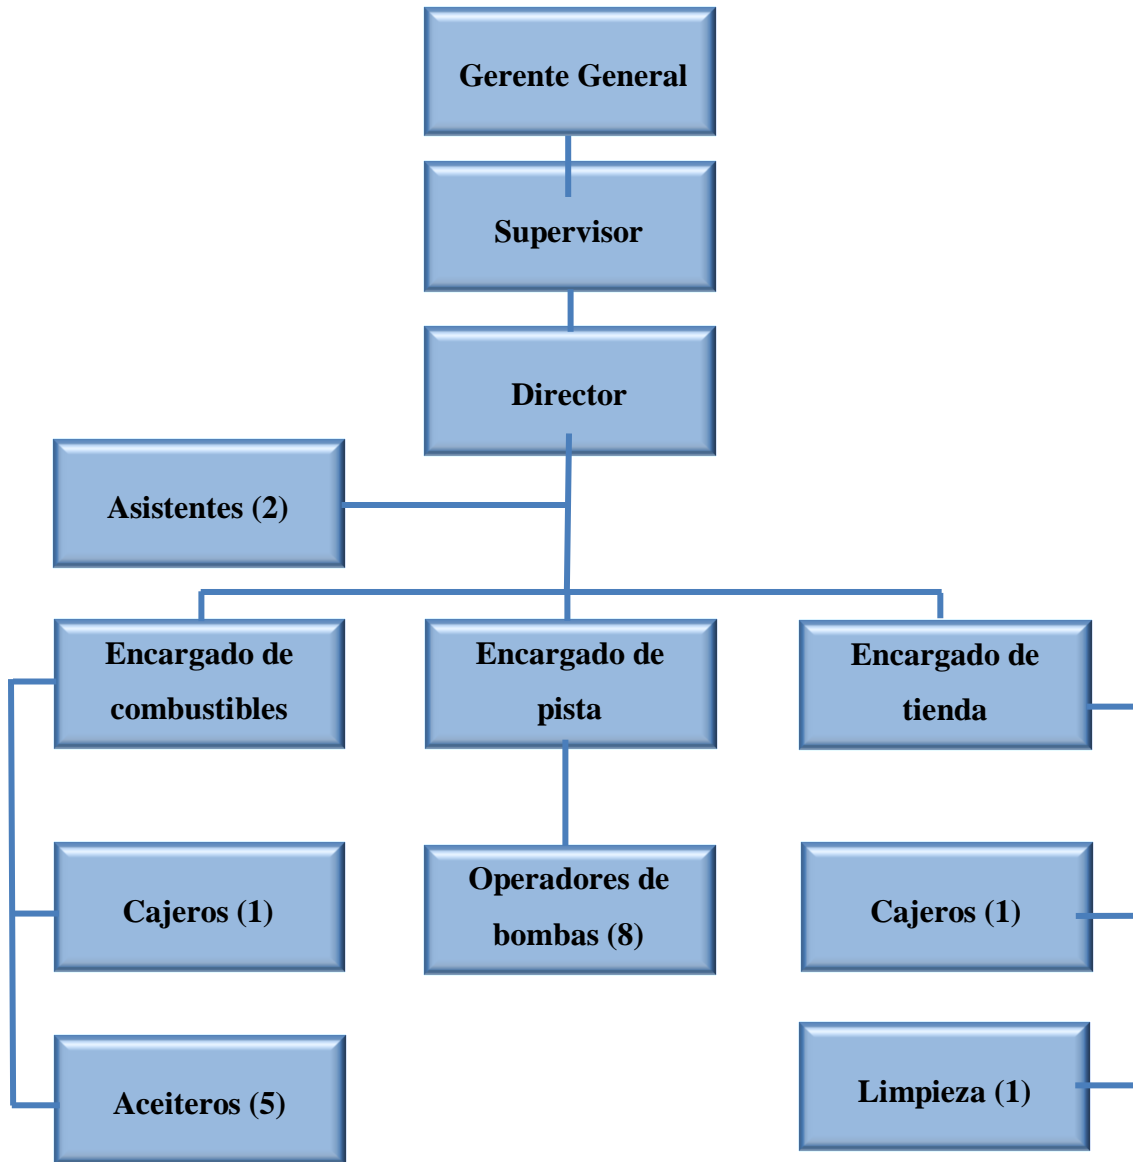 Gerente General
Supervisor
Director
Asistentes (2)
Encargado de
combustibles
Encargado de
pista
Encargado de
tienda
Cajeros (1)
Operadores de
bombas (8)
Cajeros (1)
Aceiteros (5)
Limpieza (1)